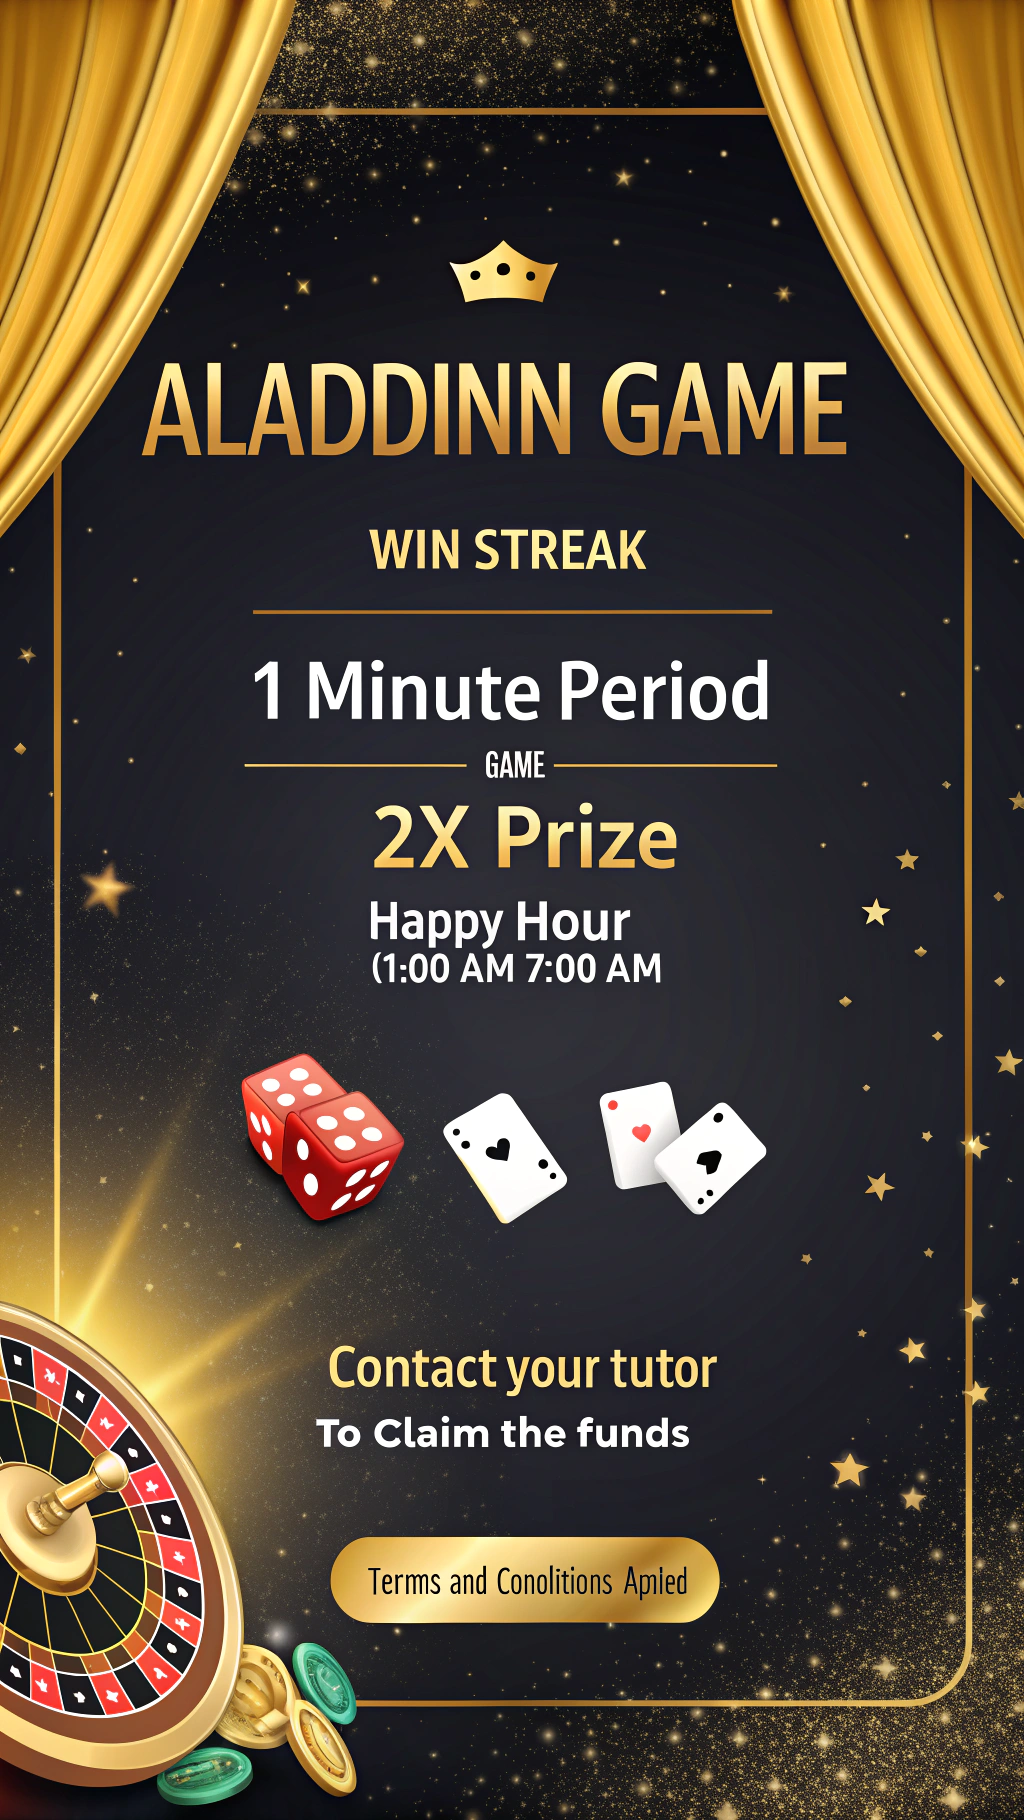 ALADDINN GAME
WIN STREAK
1 Minute Period
GAME
2X Prize
Happy Hour
(1:00 AM 7:00 AM
Contact your tutor
To Claim the funds
Terms and Conolitions Apnied